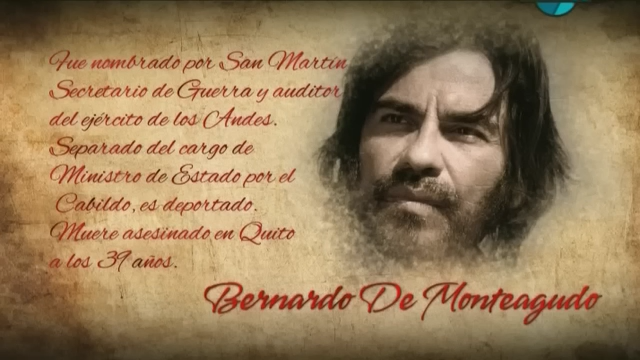 Fue nombrado por San Martín
Secretario de Guerra y auditor
del ejército de los Andes.
Separado del cargo de
Ministro de Estado por el
Cabildo, es deportado.
Muere asesinado en Quito
a los 39 años.
Bernardo De Monteagudo